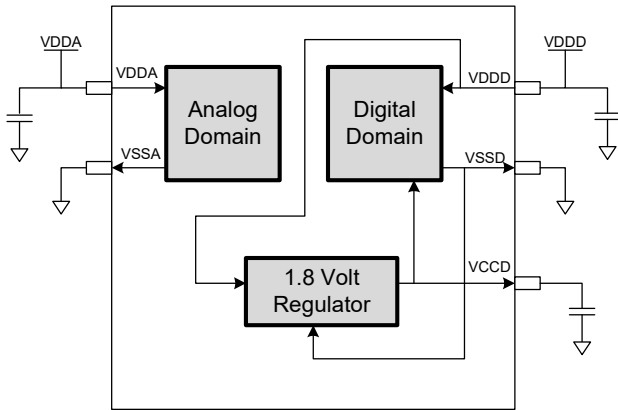 VDDA
VDDD
VDDA
VDDD
Analog
Domain
Digital
Domain
VSSA
VSSD
VCCD
1.8 Volt
Regulator